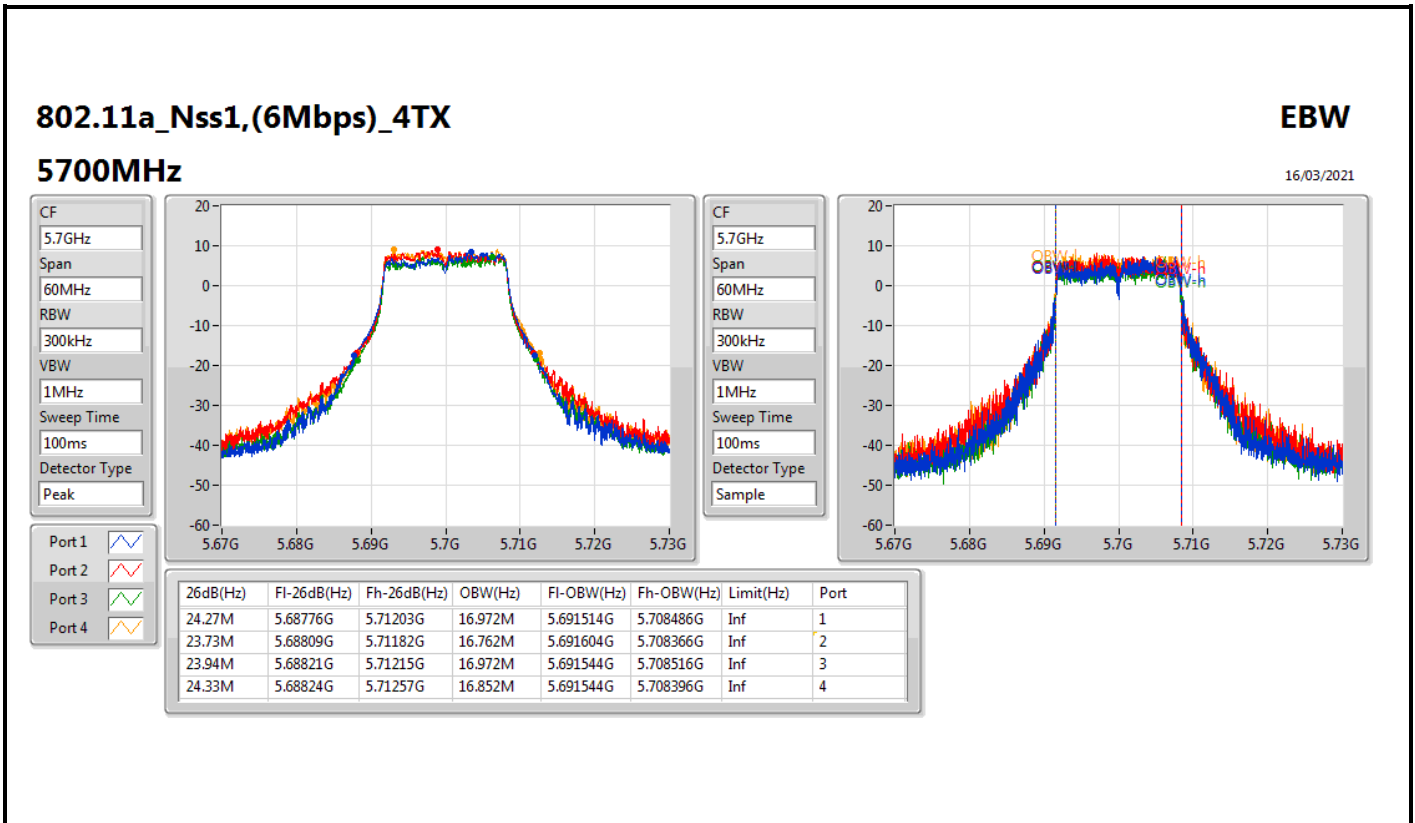 802.11a_Nss1,(6Mbps)_4TX
EBW
5700MHz
16/03/2021
CF
5.7GHz
Span
60MHz
RBW
300kHz
VBW
1MHz
Sweep Time
100ms
Detector Type
Peak
20
10
0
-10
-20
-30
-40
-50
-60
5.67G 5.68G 5.69G 5.7G 5.71G 5.72G 5.73G
CF
5.7GHz
Span
60MHz
RBW
300kHz
VBW
1MHz
Sweep Time
100ms
Detector Type
Sample
20
10
0
-10
-20
-30
-40
-50
-60
OBW-h
5.67G 5.68G 5.69G 5.7G 5.71G 5.72G 5.73G
Port 1
Port 2
Port 3
Port 4
26dB(Hz) Fl-26dB(Hz) Fh-26dB(Hz) OBW(Hz) Fl-OBW(Hz) Fh-OBW(Hz) Limit(Hz) Port
24.27M 5.68776G 5.71203G 16.972M 5.691514G 5.708486G Inf 1
23.73M 5.68809G 5.71182G 16.762M 5.691604G 5.708366G Inf 2
23.94M 5.68821G 5.71215G 16.972M 5.691544G 5.708516G Inf 3
24.33M 5.68824G 5.71257G 16.852M 5.691544G 5.708396G Inf 4